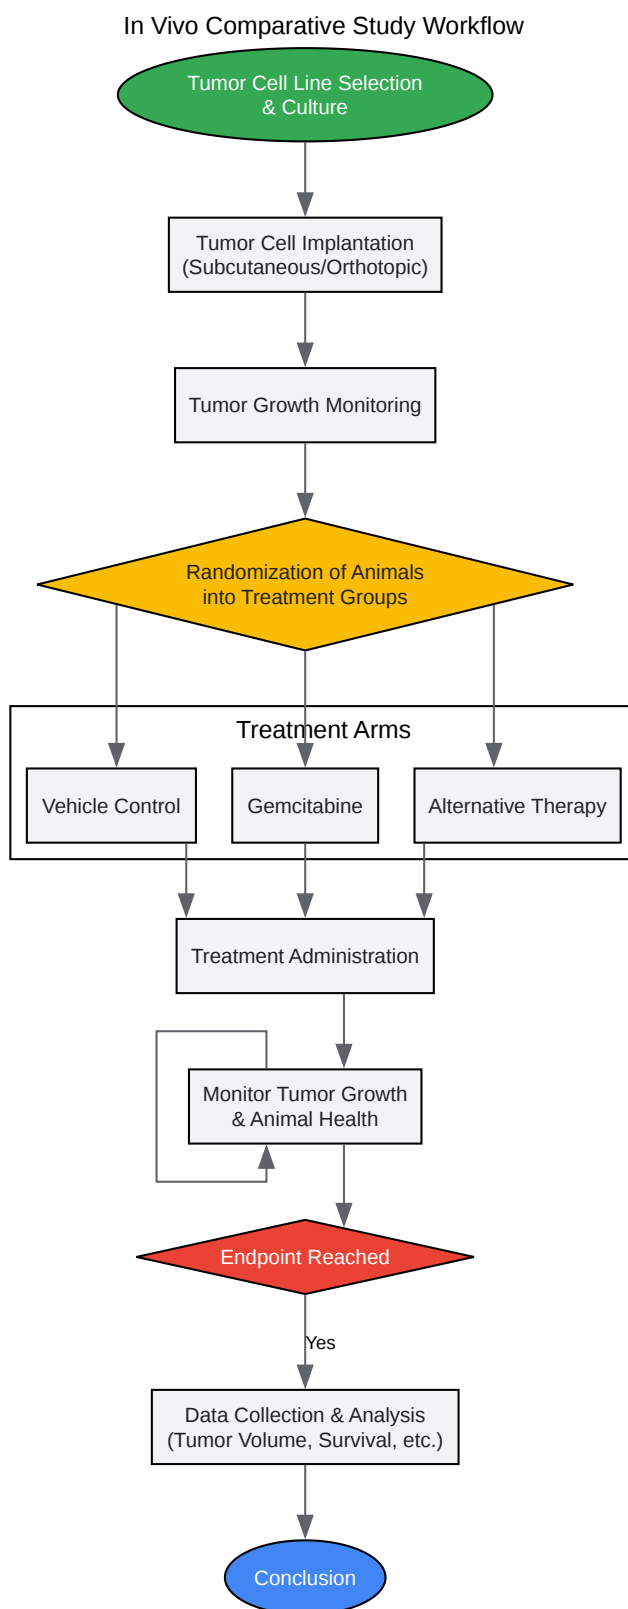 In Vivo Comparative Study Workflow
Tumor Cell Line Selection
& Culture
Tumor Cell Implantation
(Subcutaneous/Orthotopic)
Tumor Growth Monitoring
Randomization of Animals
into Treatment Groups
Treatment Arms
Vehicle Control
Gemcitabine
Alternative Therapy
Treatment Administration
Monitor Tumor Growth
& Animal Health
Endpoint Reached
Yes
Data Collection & Analysis
(Tumor Volume, Survival, etc.)
Conclusion